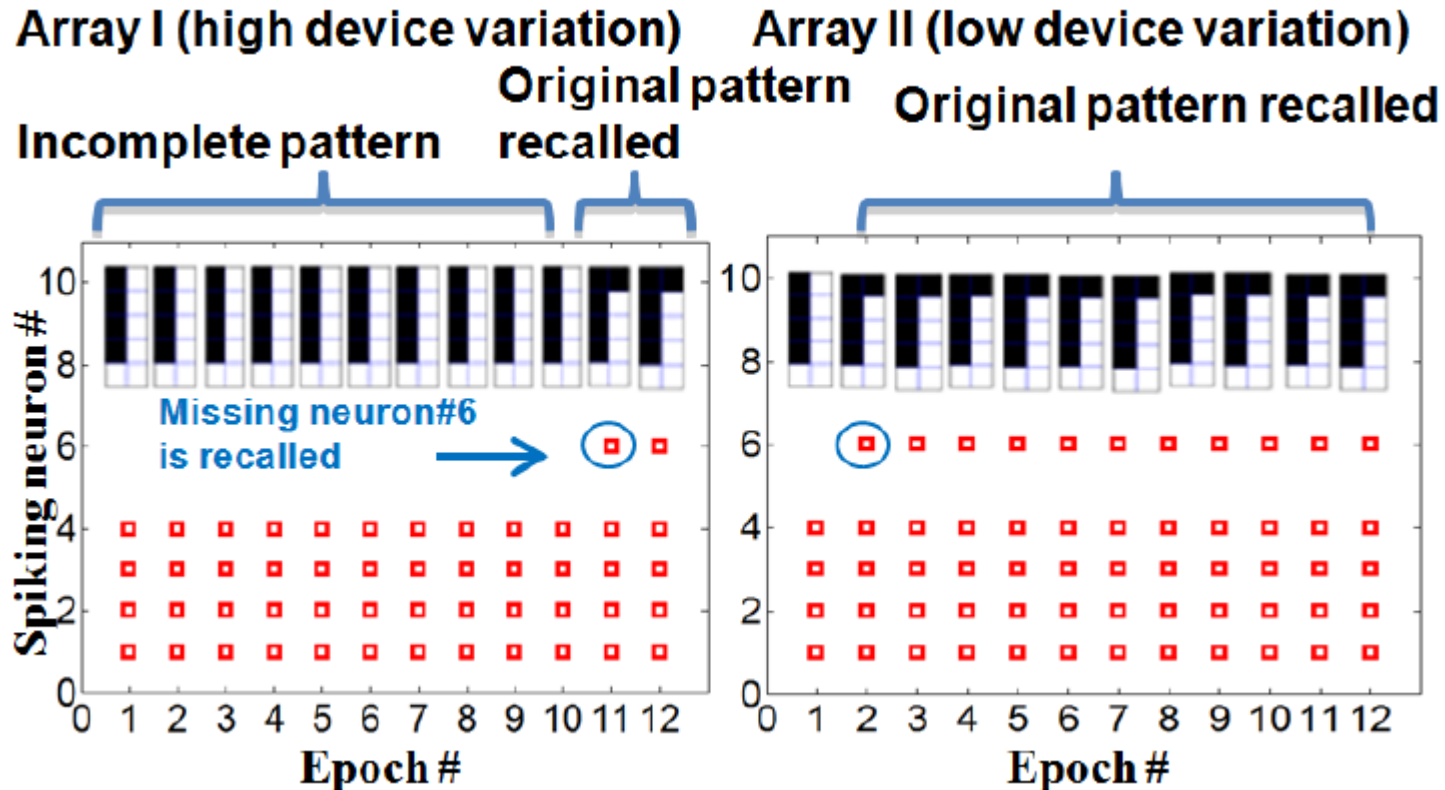 Array I (high device variation)
Original pattern
recalled
Incomplete pattern
10
8
6
4
2
0
Spiking neuron #
Missing neuron#6
is recalled
0 1 2 3 4 5 6 7 8 9 10 11 12
Epoch #
Array II (low device variation)
Original pattern recalled
10
8
6
4
2
0
0 1 2 3 4 5 6 7 8 9 10 11 12
Epoch #